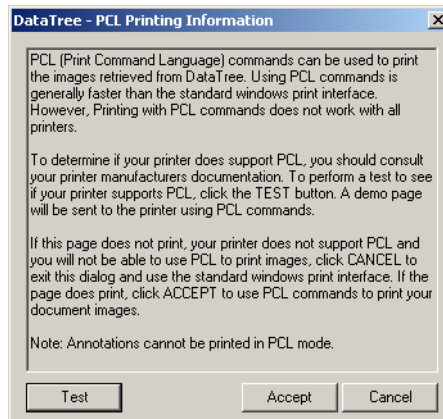 DataTree - PCL Printing Information
PCL (Print Command Language) commands can be used to print
the images retrieved from DataTree. Using PCL commands is
generally faster than the standard windows print interface.
However, Printing with PCL commands does not work with all
printers.
To determine if your printer does support PCL, you should consult
your printer manufacturers documentation. To perform a test to see
if your printer supports PCL, click the TEST button. A demo page
will be sent to the printer using PCL commands.
If this page does not print, your printer does not support PCL and
you will not be able to use PCL to print images, click CANCEL to
exit this dialog and use the standard windows print interface. If the
page does print, click ACCEPT to use PCL commands to print your
document images.
Note: Annotations cannot be printed in PCL mode.
Test
Accept
Cancel